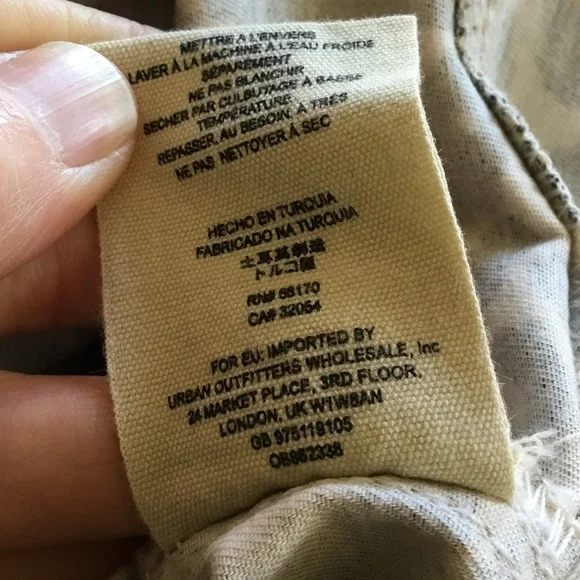 METTRE À L'ENVERS
LAVER À LA MACHINE À L'EAU FROIDE
SÉPARÉMENT
NE PAS BLANCHIR
SÉCHER PAR CULBUTAGE À BASSE
TEMPÉRATURE
REPASSER, AU BESOIN, À TRÈS
NE PAS NETTOYER À SEC
HECHO EN TURQUIA
FABRICADO NA TURQUIA
土耳其制造
トルコ製
RN# 66170
CA# 32064
FOR EU: IMPORTED BY
URBAN OUTFITTERS WHOLESALE, Inc
24 MARKET PLACE, 3RD FLOOR,
LONDON, UK W1W8AN
GB 975119105
OB982338